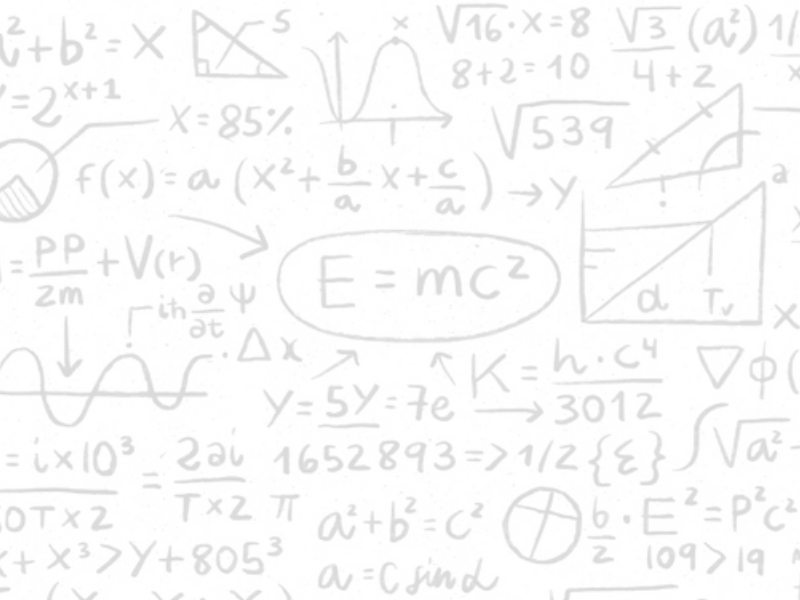 a²+b²=X
S
x
√16·x=8
√3/4+2 (a²)
8+2=10
=2^(x+1)
X=85%
√539
f(x)=a(x²+b/a x+c/a)→Y
a
=PP/2m+V(r)
E=mc²
iħ ∂/∂t Ψ
α
Tv
X
·Δx
K=h·c⁴/3012
∇φ(
Y=5Y=7e
∫√a²-
=i×10³/0T×2=2∂i/T×2
1652893=>1/2{Ɛ}
π
a²+b²=c²
b/2·E²=P²c²
x+x³>Y+805³
109>19
a=c sin α